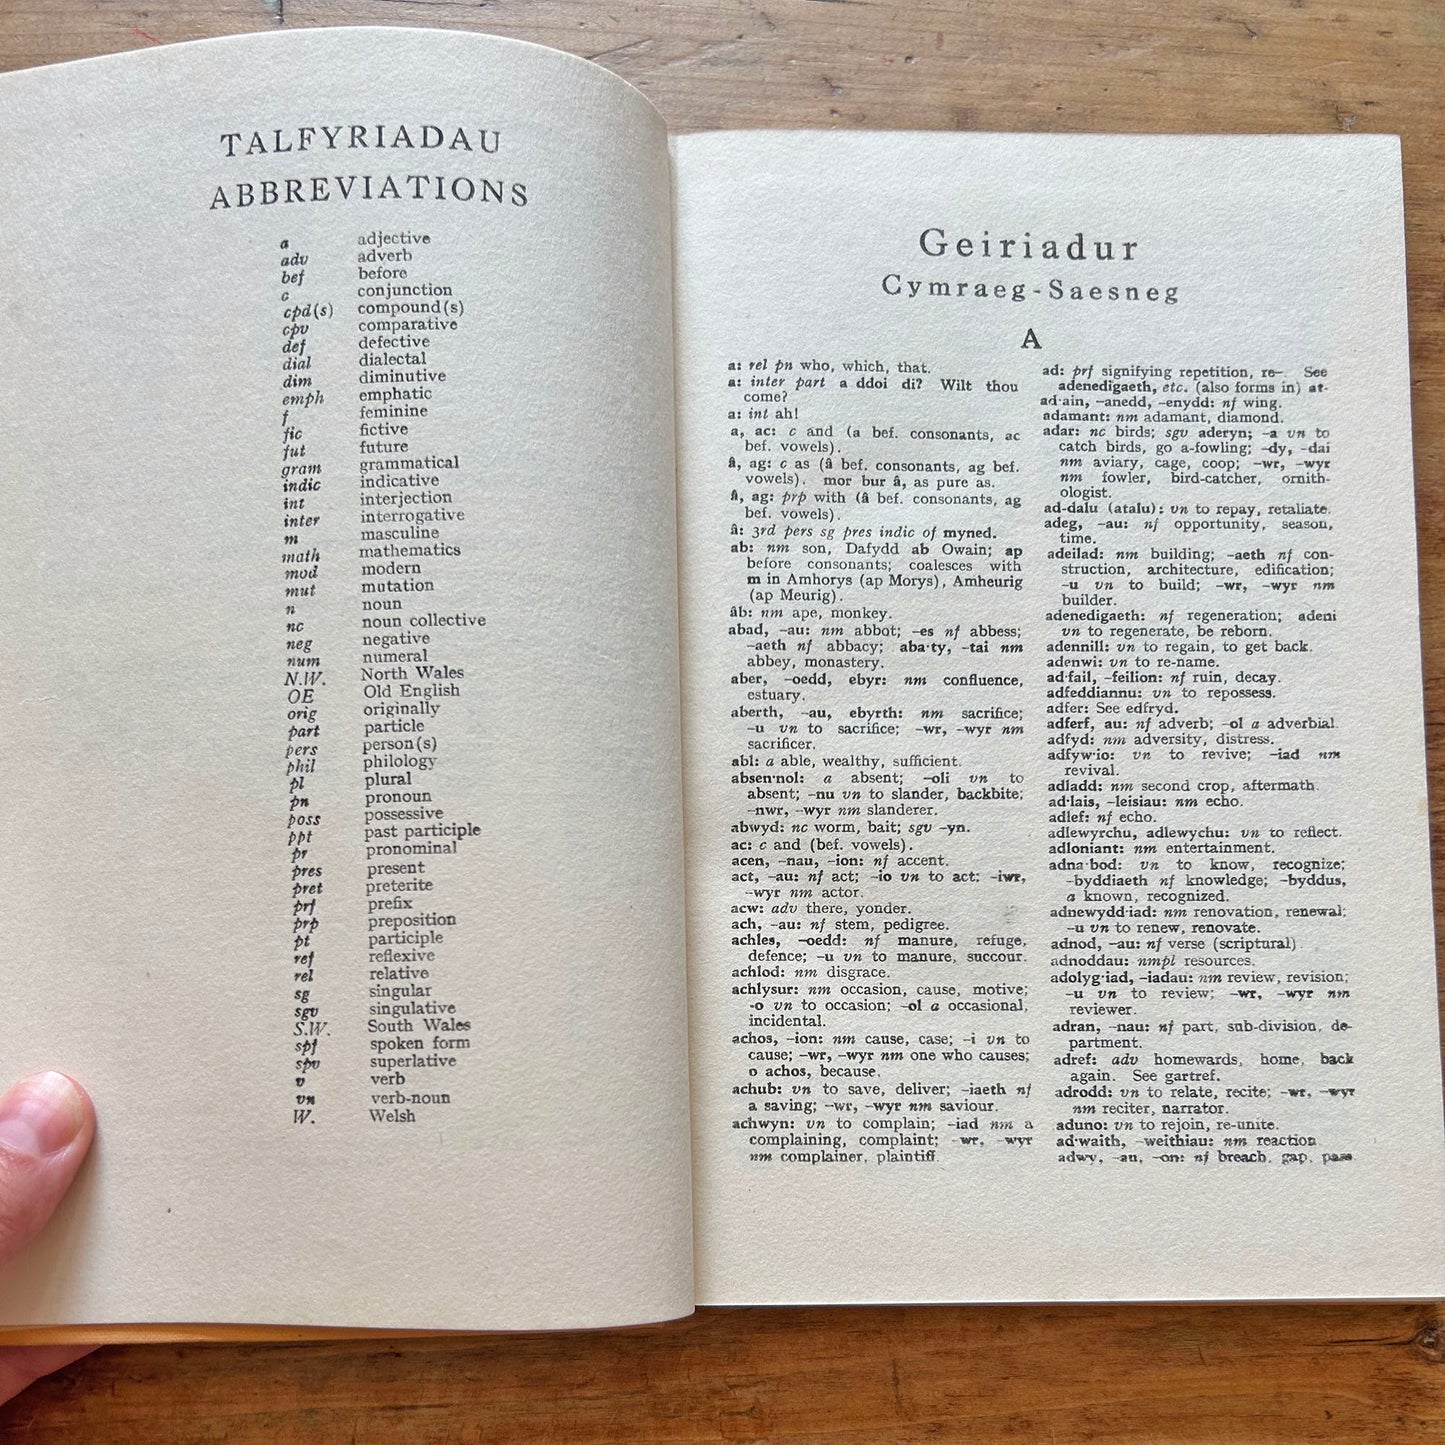 TALFYRIADAU
ABBREVIATIONS
a adjective
adv adverb
bef before
c conjunction
cpd(s) compound(s)
cpv comparative
def defective
dial dialectal
dim diminutive
emph emphatic
f feminine
fic fictive
fut future
gram grammatical
indic indicative
int interjection
inter interrogative
m masculine
math mathematics
mod modern
mut mutation
n noun
nc noun collective
neg negative
num numeral
N.W. North Wales
OE Old English
orig originally
part particle
pers person(s)
phil philology
pl plural
pn pronoun
poss possessive
ppt past participle
pr pronominal
pres present
pret preterite
prf prefix
prp preposition
pt participle
ref reflexive
rel relative
sg singular
sgv singulative
S.W. South Wales
spf spoken form
spv superlative
v verb
vn verb-noun
W. Welsh
Geiriadur
Cymraeg-Saesneg
A
a: rel pn who, which, that.
a: inter part a ddoi di? Wilt thou
come?
a: int ah!
a, ac: c and (a bef. consonants, ac
bef. vowels).
â, ag: c as (â bef. consonants, ag bef.
vowels). mor bur â, as pure as.
â, ag: prp with (â bef. consonants, ag
bef. vowels).
â: 3rd pers sg pres indic of myned.
ab: nm son, Dafydd ab Owain; ap
before consonants; coalesces with
m in Amhorys (ap Morys), Amheurig
(ap Meurig).
âb: nm ape, monkey.
abad, -au: nm abbot; -es nf abbess;
-aeth nf abbacy; aba·ty, -tai nm
abbey, monastery.
aber, -oedd, ebyr: nm confluence,
estuary.
aberth, -au, ebyrth: nm sacrifice;
-u vn to sacrifice; -wr, -wyr nm
sacrificer.
abl: a able, wealthy, sufficient.
absen·nol: a absent; -oli vn to
absent; -nu vn to slander, backbite;
-nwr, -wyr nm slanderer.
abwyd: nc worm, bait; sgv -yn.
ac: c and (bef. vowels).
acen, -nau, -ion: nf accent.
act, -au: nf act; -io vn to act; -iwr,
-wyr nm actor.
acw: adv there, yonder.
ach, -au: nf stem, pedigree.
achles, -oedd: nf manure, refuge,
defence; -u vn to manure, succour.
achlod: nm disgrace.
achlysur: nm occasion, cause, motive;
-o vn to occasion; -ol a occasional,
incidental.
achos, -ion: nm cause, case; -i vn to
cause; -wr, -wyr nm one who causes;
o achos, because.
achub: vn to save, deliver; -iaeth nf
a saving; -wr, -wyr nm saviour.
achwyn: vn to complain; -iad nm a
complaining, complaint; -wr, -wyr
nm complainer, plaintiff.
ad: prf signifying repetition, re-. See
adenedigaeth, etc. (also forms in) at-
ad·ain, -anedd, -enydd: nf wing.
adamant: nm adamant, diamond.
adar: nc birds; sgv aderyn; -a vn to
catch birds, go a-fowling; -dy, -dai
nm aviary, cage, coop; -wr, -wyr
nm fowler, bird-catcher, ornith-
ologist.
ad-dalu (atalu): vn to repay, retaliate.
adeg, -au: nf opportunity, season,
time.
adeilad: nm building; -aeth nf con-
struction, architecture, edification;
-u vn to build; -wr, -wyr nm
builder.
adenedigaeth: nf regeneration; adeni
vn to regenerate, be reborn.
adennill: vn to regain, to get back.
adenwi: vn to re-name.
ad·fail, -feilion: nf ruin, decay.
adfeddiannu: vn to repossess.
adfer: See edfryd.
adferf, au: nf adverb; -ol a adverbial.
adfyd: nm adversity, distress.
adfyw·io: vn to revive; -iad nm
revival.
adladd: nm second crop, aftermath.
ad·lais, -leisiau: nm echo.
adlef: nf echo.
adlewyrchu, adlewychu: vn to reflect.
adloniant: nm entertainment.
adna·bod: vn to know, recognize;
-byddiaeth nf knowledge; -byddus,
a known, recognized.
adnewydd·iad: nm renovation, renewal;
-u vn to renew, renovate.
adnod, -au: nf verse (scriptural).
adnoddau: nmpl resources.
adolyg·iad, -iadau: nm review, revision;
-u vn to review; -wr, -wyr nm
reviewer.
adran, -nau: nf part, sub-division, de-
partment.
adref: adv homewards, home, back
again. See gartref.
adrodd: vn to relate, recite; -wr, -wyr
nm reciter, narrator.
aduno: vn to rejoin, re-unite.
ad·waith, -weithiau: nm reaction
adwy, -au, -on: nf breach, gap, pass.